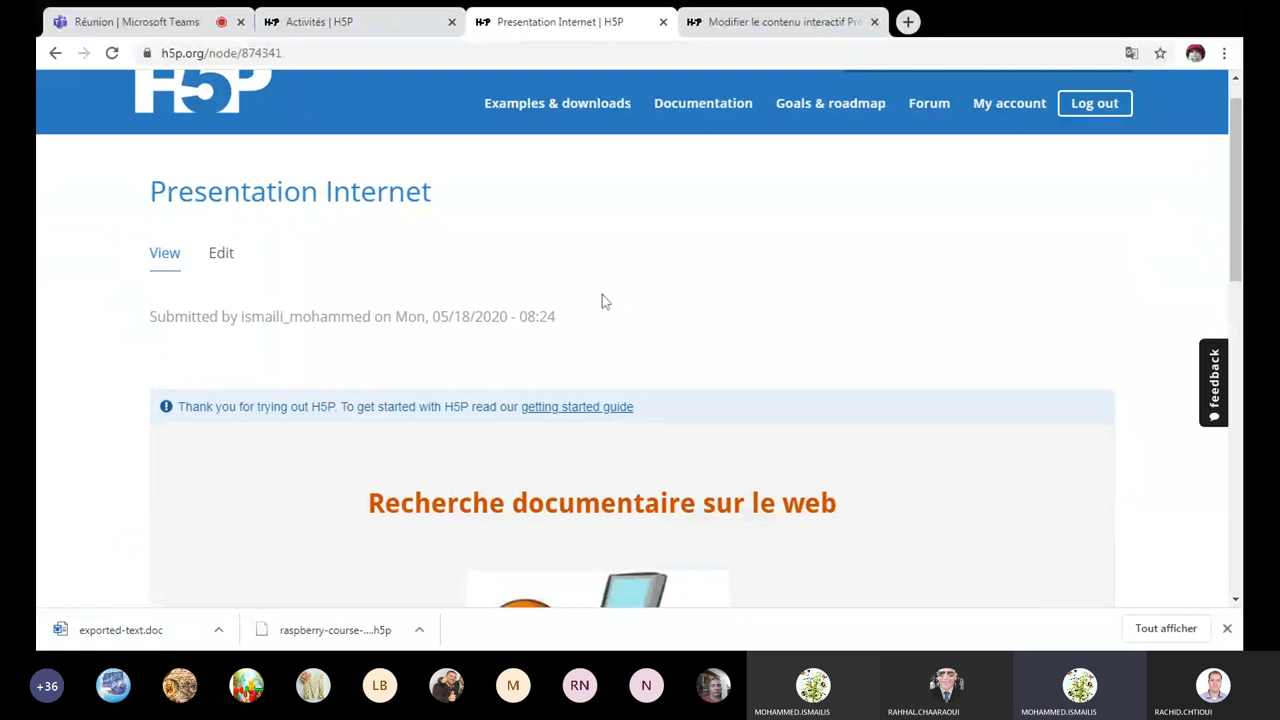 Réunion | Microsoft Teams
Activités | H5P
Presentation Internet | H5P
Modifier le contenu interactif Pré
h5p.org/node/874341
H5P
Examples & downloads
Documentation
Goals & roadmap
Forum
My account
Log out
Presentation Internet
View
Edit
Submitted by ismaili_mohammed on Mon, 05/18/2020 - 08:24
feedback
Thank you for trying out H5P. To get started with H5P read our getting started guide
Recherche documentaire sur le web
exported-text.doc
raspberry-course-....h5p
Tout afficher
+36
LB
M
RN
N
MOHAMMED.ISMAILI5
RAHHAL.CHAARAOUI
MOHAMMED.ISMAILI5
RACHID.CHTIOUI